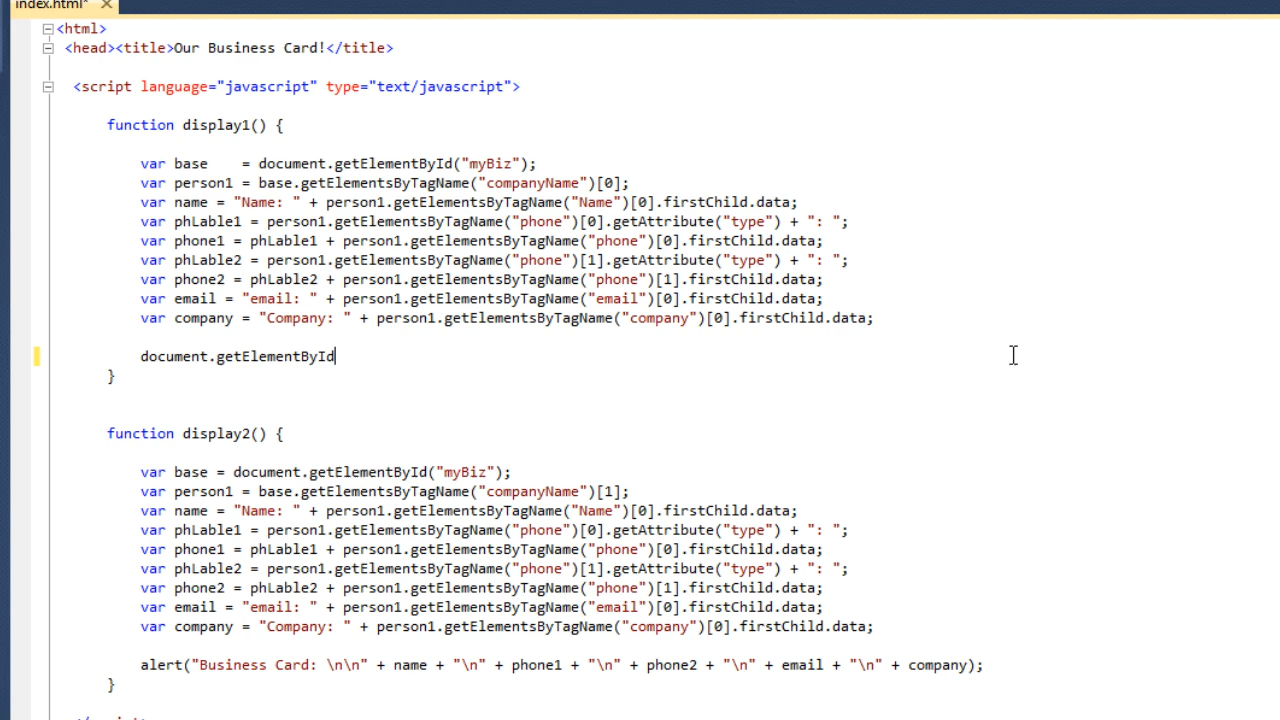 index.html*
<html>
<head><title>Our Business Card!</title>
<script language="javascript" type="text/javascript">
function display1() {
var base    = document.getElementById("myBiz");
var person1 = base.getElementsByTagName("companyName")[0];
var name = "Name: " + person1.getElementsByTagName("Name")[0].firstChild.data;
var phLable1 = person1.getElementsByTagName("phone")[0].getAttribute("type") + ": ";
var phone1 = phLable1 + person1.getElementsByTagName("phone")[0].firstChild.data;
var phLable2 = person1.getElementsByTagName("phone")[1].getAttribute("type") + ": ";
var phone2 = phLable2 + person1.getElementsByTagName("phone")[1].firstChild.data;
var email = "email: " + person1.getElementsByTagName("email")[0].firstChild.data;
var company = "Company: " + person1.getElementsByTagName("company")[0].firstChild.data;
document.getElementById
}
function display2() {
var base = document.getElementById("myBiz");
var person1 = base.getElementsByTagName("companyName")[1];
var name = "Name: " + person1.getElementsByTagName("Name")[0].firstChild.data;
var phLable1 = person1.getElementsByTagName("phone")[0].getAttribute("type") + ": ";
var phone1 = phLable1 + person1.getElementsByTagName("phone")[0].firstChild.data;
var phLable2 = person1.getElementsByTagName("phone")[1].getAttribute("type") + ": ";
var phone2 = phLable2 + person1.getElementsByTagName("phone")[1].firstChild.data;
var email = "email: " + person1.getElementsByTagName("email")[0].firstChild.data;
var company = "Company: " + person1.getElementsByTagName("company")[0].firstChild.data;
alert("Business Card: \n\n" + name + "\n" + phone1 + "\n" + phone2 + "\n" + email + "\n" + company);
}